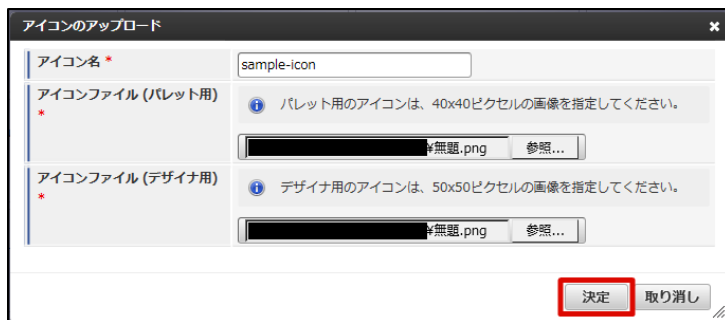 アイコンのアップロード
アイコン名 *
sample-icon
アイコンファイル (パレット用)
*
パレット用のアイコンは、40x40ピクセルの画像を指定してください。
¥無題.png
参照...
アイコンファイル (デザイナ用)
*
デザイナ用のアイコンは、50x50ピクセルの画像を指定してください。
¥無題.png
参照...
決定
取り消し